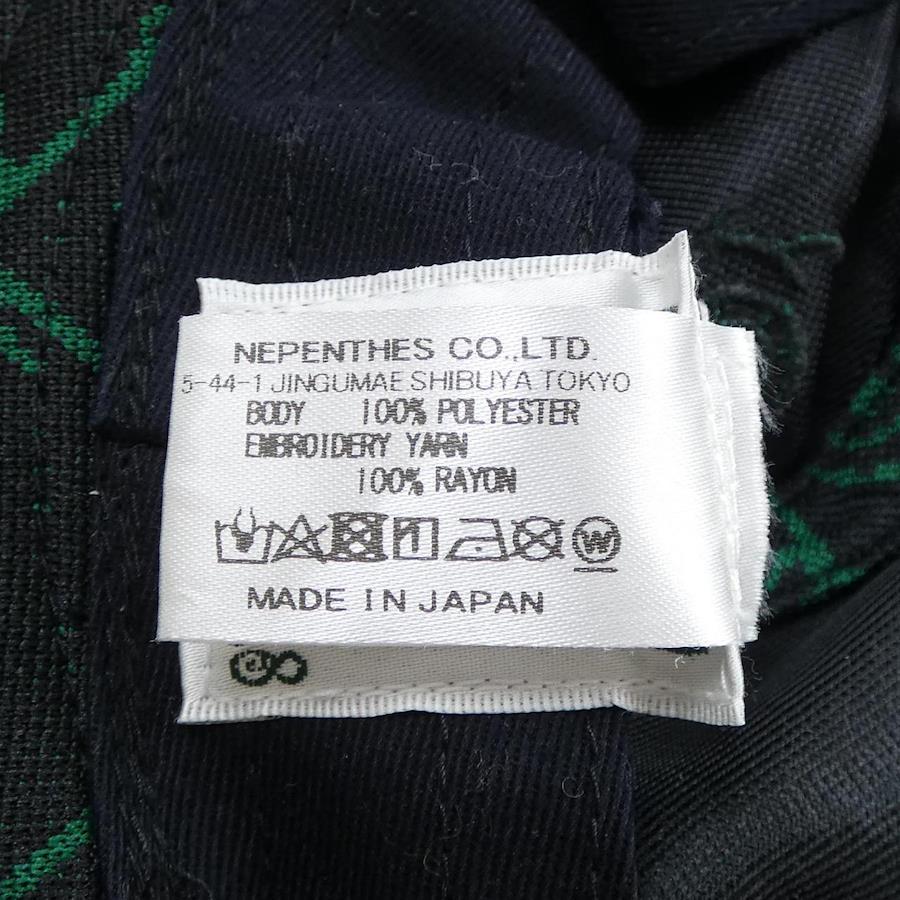 NEPENTHES CO.,LTD.
5-44-1 JINGUMAE SHIBUYA TOKYO
BODY 100% POLYESTER
EMBROIDERY YARN
100% RAYON
W
MADE IN JAPAN